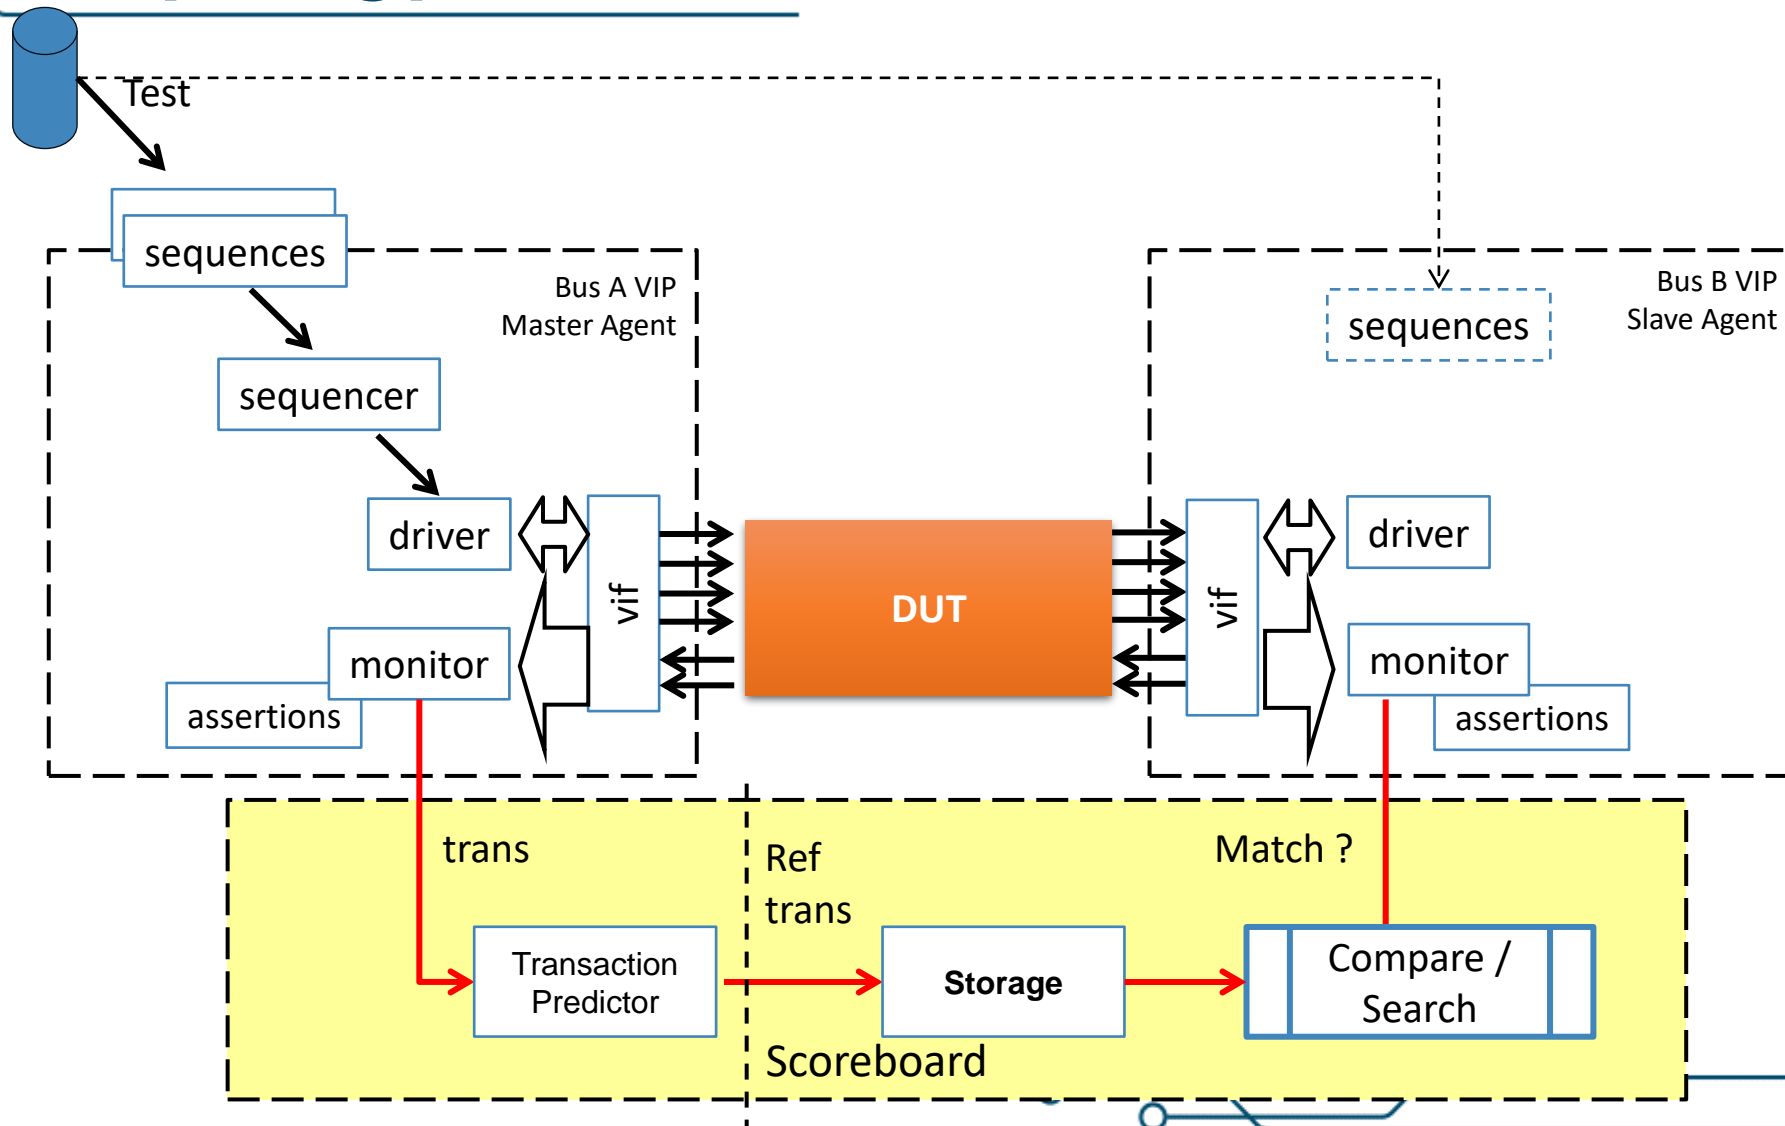 Test
sequences
Bus A VIP
Master Agent
sequencer
driver
vif
monitor
assertions
DUT
Bus B VIP
Slave Agent
sequences
vif
driver
monitor
assertions
trans
Ref
trans
Match ?
Transaction
Predictor
Storage
Compare /
Search
Scoreboard